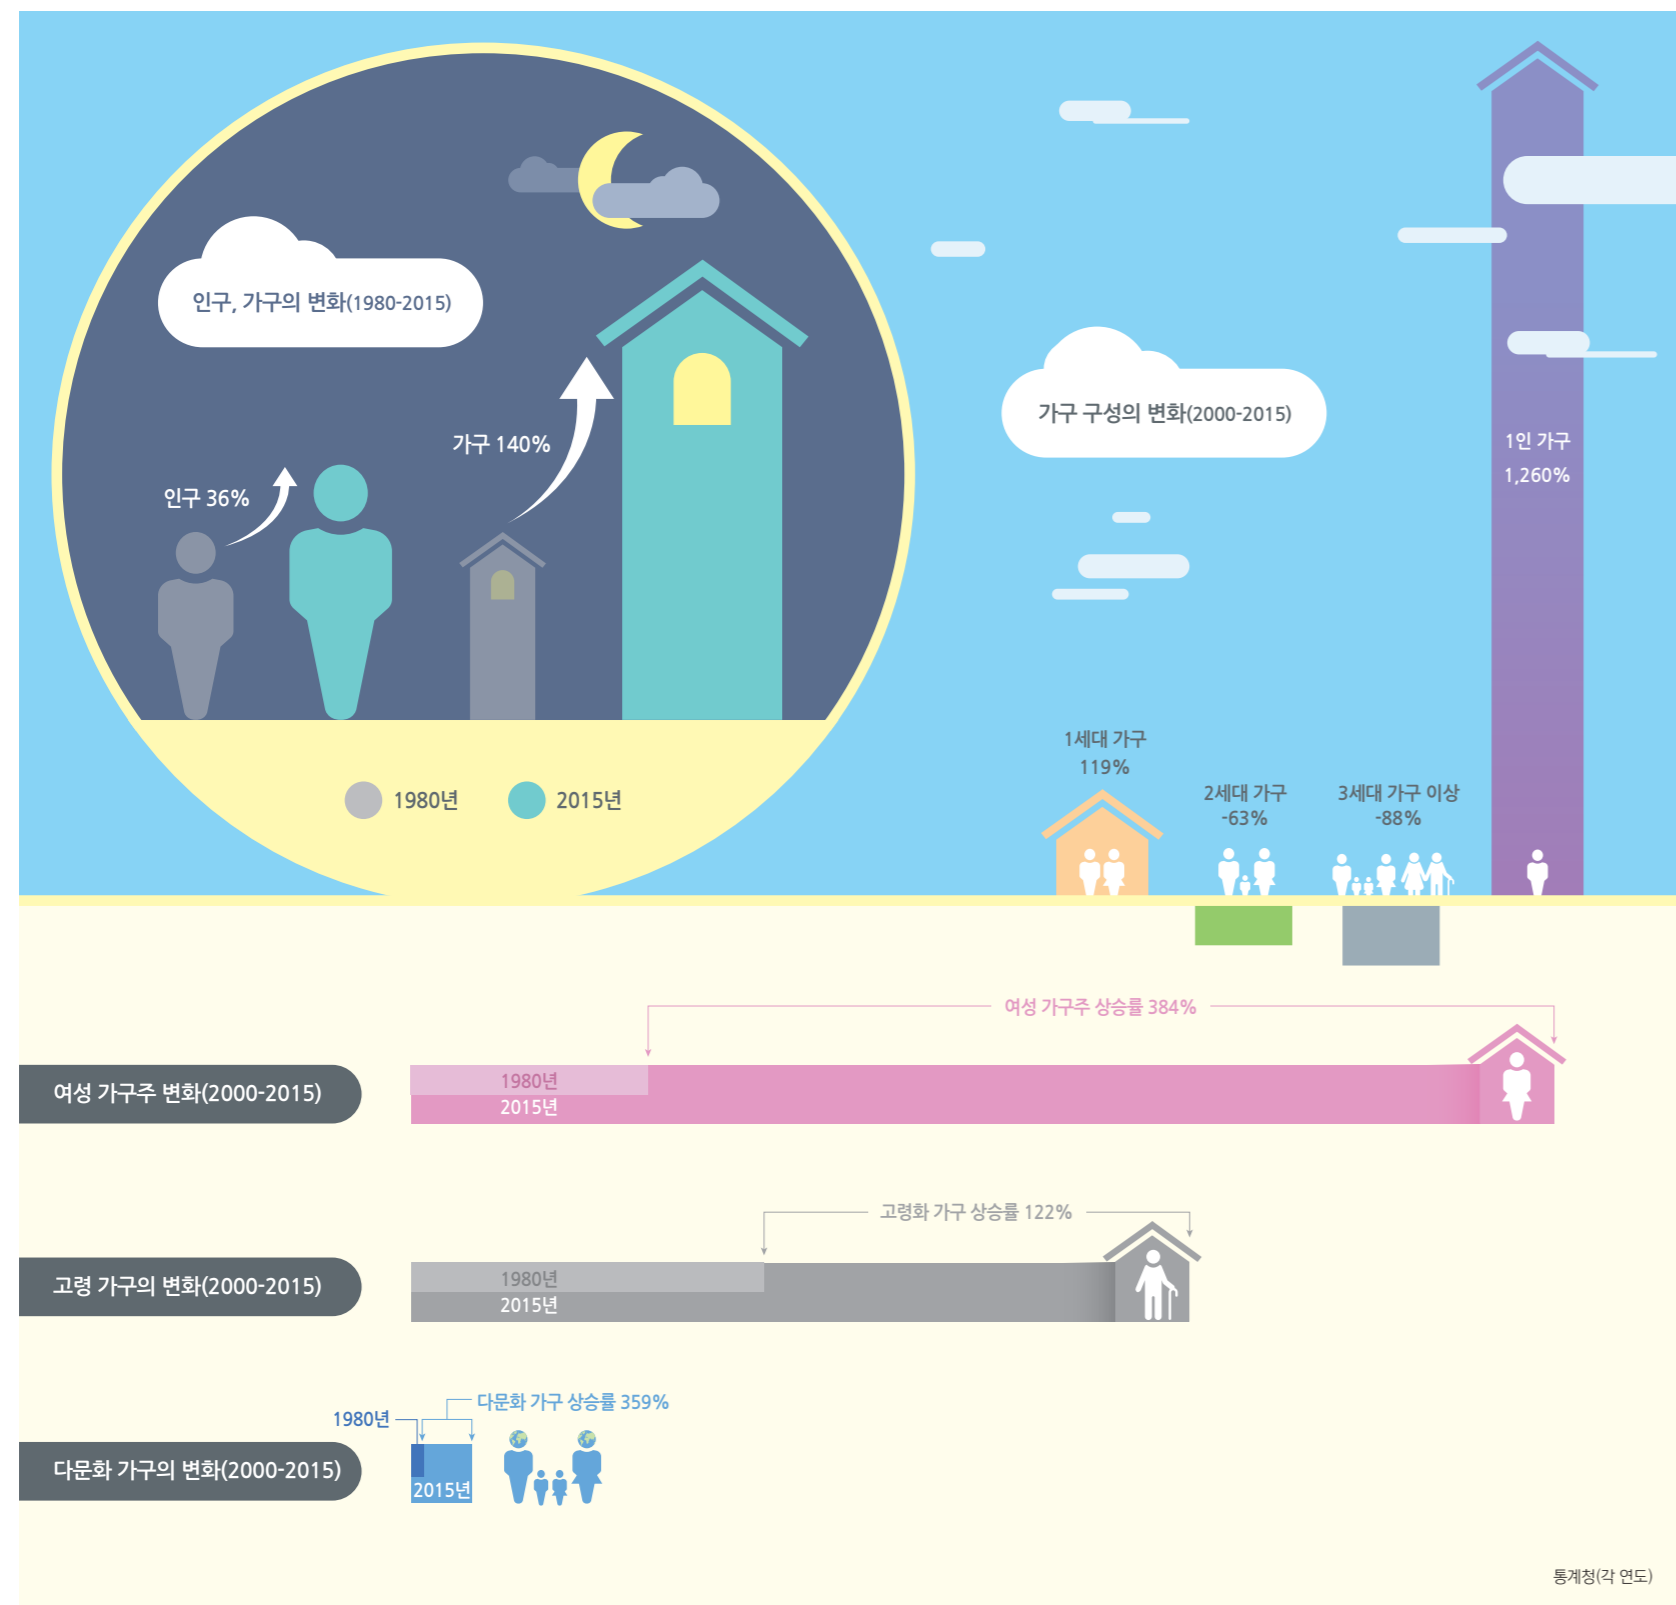 인구, 가구의 변화(1980-2015)
가구 140%
인구 36%
1980년
2015년
가구 구성의 변화(2000-2015)
1인 가구
1,260%
1세대 가구
119%
2세대 가구
-63%
3세대 가구 이상
-88%
여성 가구주 변화(2000-2015)
여성 가구주 상승률 384%
1980년
2015년
고령 가구의 변화(2000-2015)
고령화 가구 상승률 122%
1980년
2015년
다문화 가구의 변화(2000-2015)
다문화 가구 상승률 359%
1980년
2015년
통계청(각 연도)